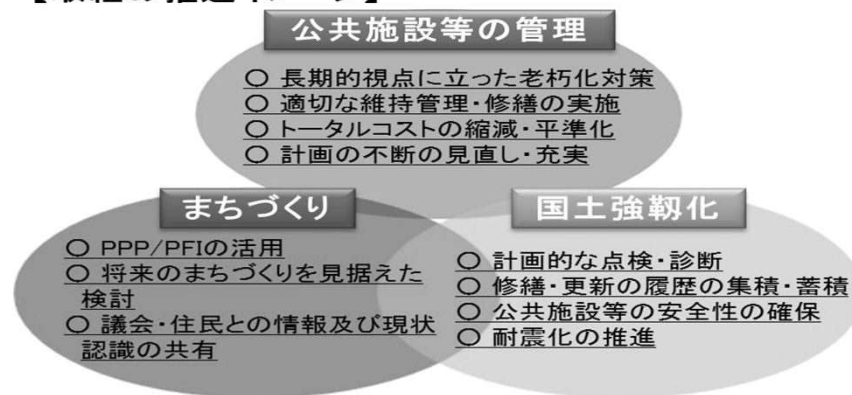 公共施設等の管理
○ 長期的視点に立った老朽化対策
○ 適切な維持管理・修繕の実施
○ トータルコストの縮減・平準化
○ 計画の不断の見直し・充実
まちづくり
○ PPP/PFIの活用
○ 将来のまちづくりを見据えた
検討
○ 議会・住民との情報及び現状
認識の共有
国土強靱化
○ 計画的な点検・診断
○ 修繕・更新の履歴の集積・蓄積
○ 公共施設等の安全性の確保
○ 耐震化の推進